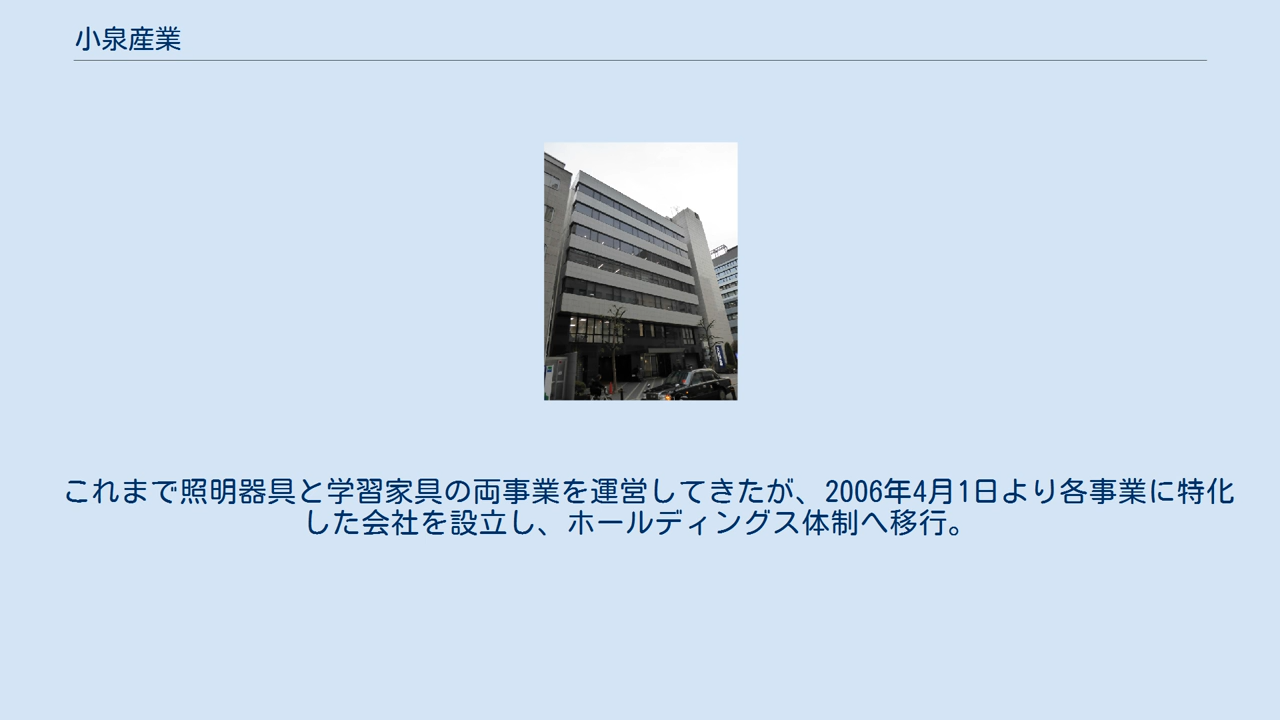 小泉産業
これまで照明器具と学習家具の両事業を運営してきたが、2006年4月1日より各事業に特化
した会社を設立し、ホールディングス体制へ移行。